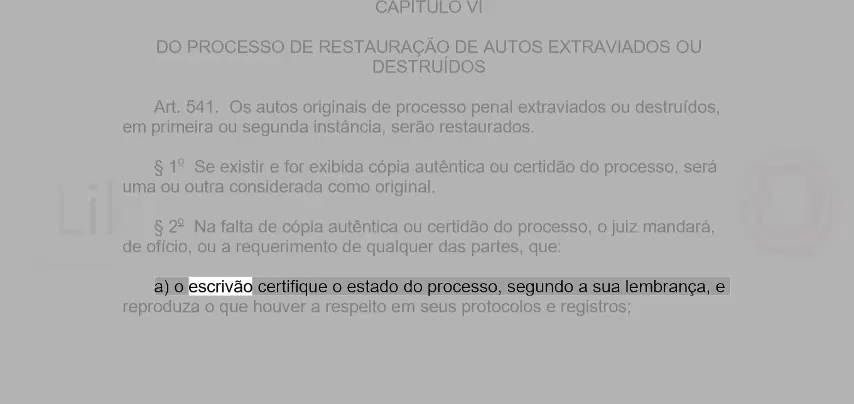 CAPÍTULO VI
DO PROCESSO DE RESTAURAÇÃO DE AUTOS EXTRAVIADOS OU
DESTRUÍDOS
Art. 541. Os autos originais de processo penal extraviados ou destruídos,
em primeira ou segunda instância, serão restaurados.
§ 1º Se existir e for exibida cópia autêntica ou certidão do processo, será
uma ou outra considerada como original.
§ 2º Na falta de cópia autêntica ou certidão do processo, o juiz mandará,
de ofício, ou a requerimento de qualquer das partes, que:
a) o escrivão certifique o estado do processo, segundo a sua lembrança, e
reproduza o que houver a respeito em seus protocolos e registros;